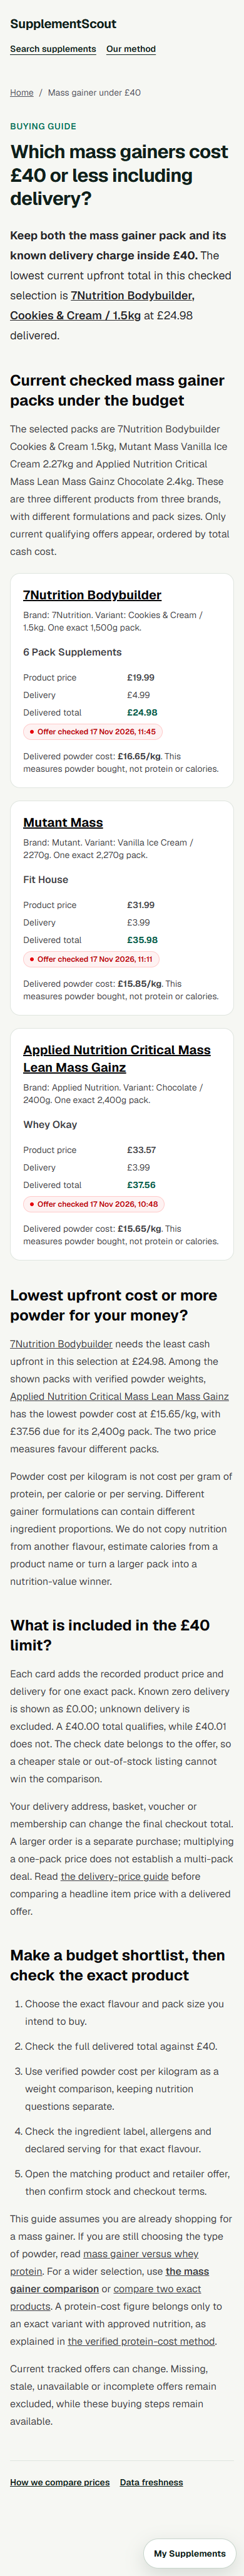 SupplementScout
Search supplements Our method
Home / Mass gainer under £40
BUYING GUIDE
Which mass gainers cost
£40 or less including
delivery?
Keep both the mass gainer pack and its
known delivery charge inside £40. The
lowest current upfront total in this checked
selection is 7Nutrition Bodybuilder,
Cookies & Cream / 1.5kg at £24.98
delivered.
Current checked mass gainer
packs under the budget
The selected packs are 7Nutrition Bodybuilder
Cookies & Cream 1.5kg, Mutant Mass Vanilla Ice
Cream 2.27kg and Applied Nutrition Critical
Mass Lean Mass Gainz Chocolate 2.4kg. These
are three different products from three brands,
with different formulations and pack sizes. Only
current qualifying offers appear, ordered by total
cash cost.
7Nutrition Bodybuilder
Brand: 7Nutrition. Variant: Cookies & Cream /
1.5kg. One exact 1,500g pack.
6 Pack Supplements
Product price £19.99
Delivery £4.99
Delivered total £24.98
Offer checked 17 Nov 2026, 11:45
Delivered powder cost: £16.65/kg. This
measures powder bought, not protein or calories.
Mutant Mass
Brand: Mutant. Variant: Vanilla Ice Cream /
2270g. One exact 2,270g pack.
Fit House
Product price £31.99
Delivery £3.99
Delivered total £35.98
Offer checked 17 Nov 2026, 11:11
Delivered powder cost: £15.85/kg. This
measures powder bought, not protein or calories.
Applied Nutrition Critical Mass
Lean Mass Gainz
Brand: Applied Nutrition. Variant: Chocolate /
2400g. One exact 2,400g pack.
Whey Okay
Product price £33.57
Delivery £3.99
Delivered total £37.56
Offer checked 17 Nov 2026, 10:48
Delivered powder cost: £15.65/kg. This
measures powder bought, not protein or calories.
Lowest upfront cost or more
powder for your money?
7Nutrition Bodybuilder needs the least cash
upfront in this selection at £24.98. Among the
shown packs with verified powder weights,
Applied Nutrition Critical Mass Lean Mass Gainz
has the lowest powder cost at £15.65/kg, with
£37.56 due for its 2,400g pack. The two price
measures favour different packs.
Powder cost per kilogram is not cost per gram of
protein, per calorie or per serving. Different
gainer formulations can contain different
ingredient proportions. We do not copy nutrition
from another flavour, estimate calories from a
product name or turn a larger pack into a
nutrition-value winner.
What is included in the £40
limit?
Each card adds the recorded product price and
delivery for one exact pack. Known zero delivery
is shown as £0.00; unknown delivery is
excluded. A £40.00 total qualifies, while £40.01
does not. The check date belongs to the offer, so
a cheaper stale or out-of-stock listing cannot
win the comparison.
Your delivery address, basket, voucher or
membership can change the final checkout total.
A larger order is a separate purchase; multiplying
a one-pack price does not establish a multi-pack
deal. Read the delivery-price guide before
comparing a headline item price with a delivered
offer.
Make a budget shortlist, then
check the exact product
1. Choose the exact flavour and pack size you
intend to buy.
2. Check the full delivered total against £40.
3. Use verified powder cost per kilogram as a
weight comparison, keeping nutrition
questions separate.
4. Check the ingredient label, allergens and
declared serving for that exact flavour.
5. Open the matching product and retailer offer,
then confirm stock and checkout terms.
This guide assumes you are already shopping for
a mass gainer. If you are still choosing the type
of powder, read mass gainer versus whey
protein. For a wider selection, use the mass
gainer comparison or compare two exact
products. A protein-cost figure belongs only to
an exact variant with approved nutrition, as
explained in the verified protein-cost method.
Current tracked offers can change. Missing,
stale, unavailable or incomplete offers remain
excluded, while these buying steps remain
available.
How we compare prices Data freshness
My Supplements